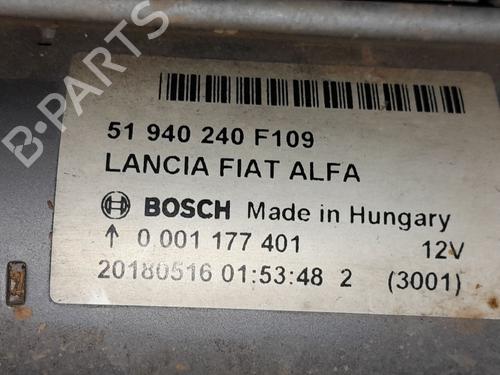 B-PARTS
51 940 240 F109
LANCIA FIAT ALFA
BOSCH Made in Hungary
↑ 0 001 177 401 12V
20180516 01:53:48 2 (3001)